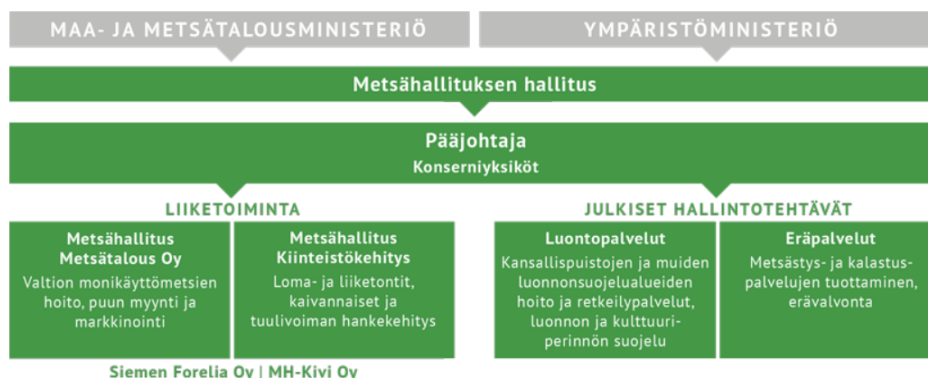 MAA- JA METSÄTALOUSMINISTERIÖ
YMPÄRISTÖMINISTERIÖ
Metsähallituksen hallitus
Pääjohtaja
Konserniyksiköt
LIIKETOIMINTA
Metsähallitus
Metsätalous Oy
Valtion monikäyttömetsien
hoito, puun myynti ja
markkinointi
Metsähallitus
Kiinteistökehitys
Loma- ja liiketontit,
kaivannaiset ja
tuulivoiman hankekehitys
Siemen Forelia Oy | MH-Kivi Oy
JULKISET HALLINTOTEHTÄVÄT
Luontopalvelut
Kansallispuistojen ja muiden
luonnonsuojelualueiden
hoito ja retkeilypalvelut,
luonnon ja kulttuuri-
perinnön suojelu
Eräpalvelut
Metsästys- ja kalastus-
palvelujen tuottaminen,
erävalvonta